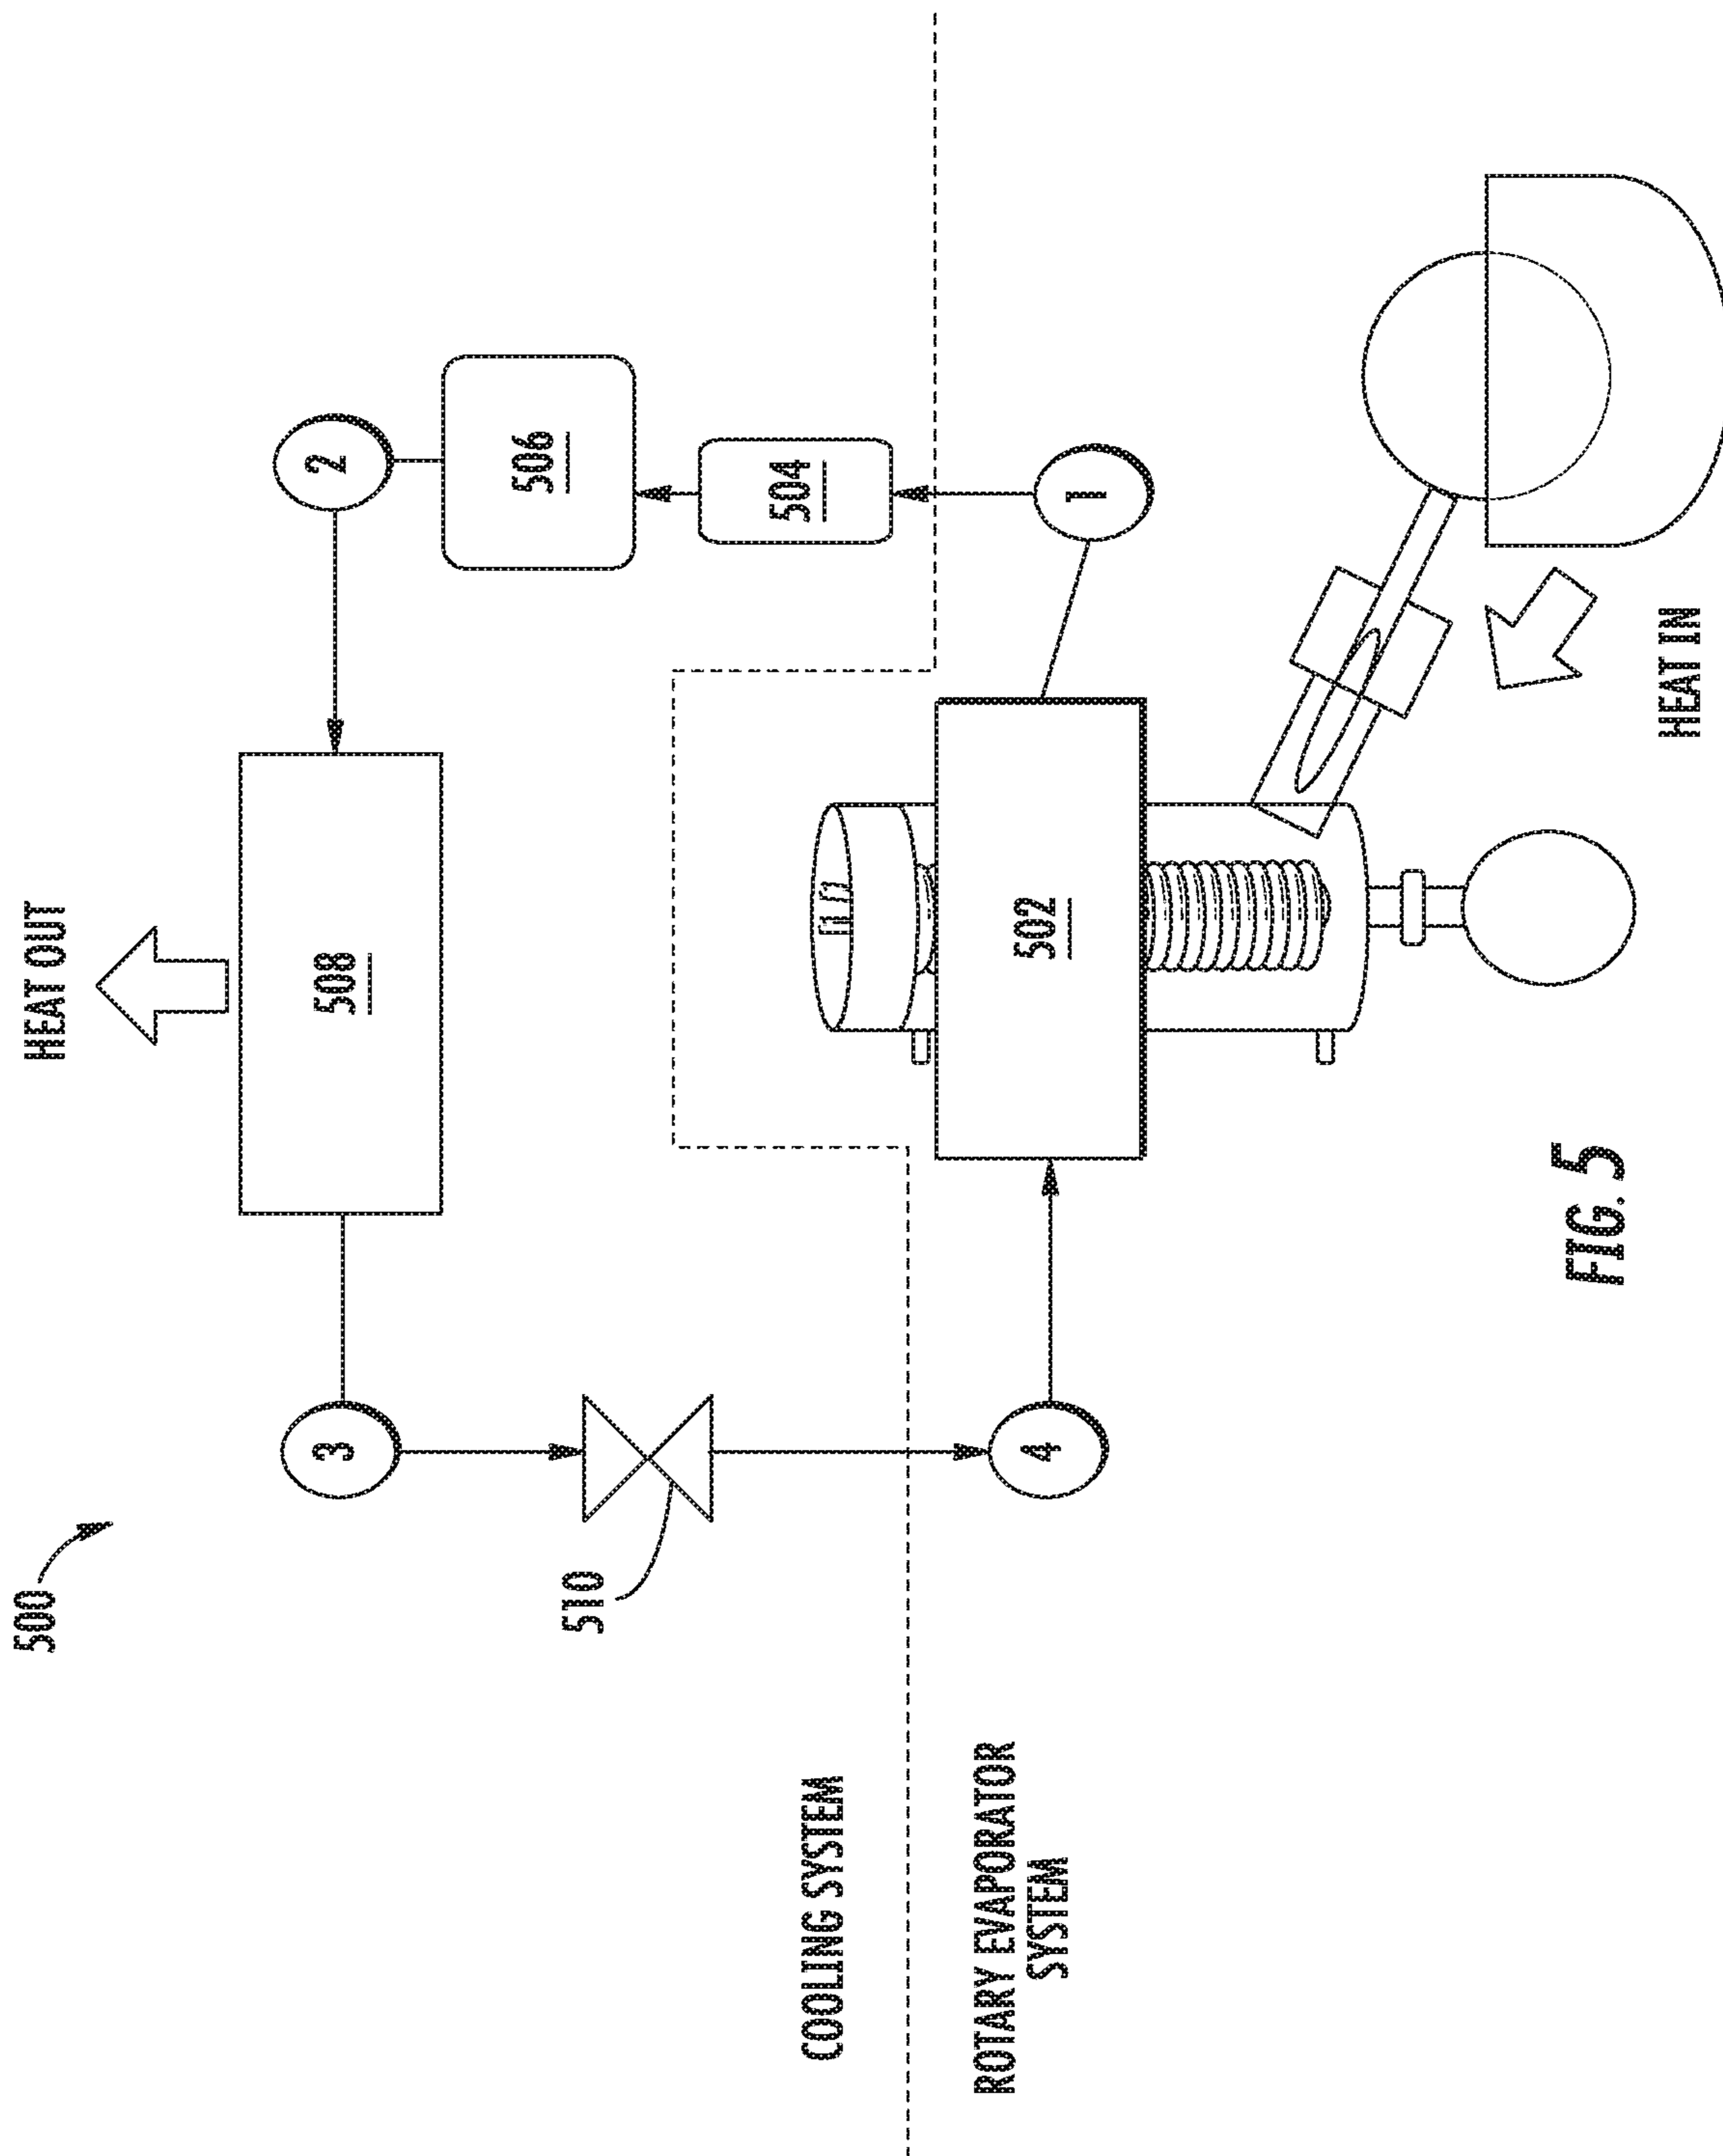 500
HEAT OUT
3
508
2
510
506
504
COOLING SYSTEM
ROTARY EVAPORATOR
SYSTEM
4
502
1
HEAT IN
FIG. 5